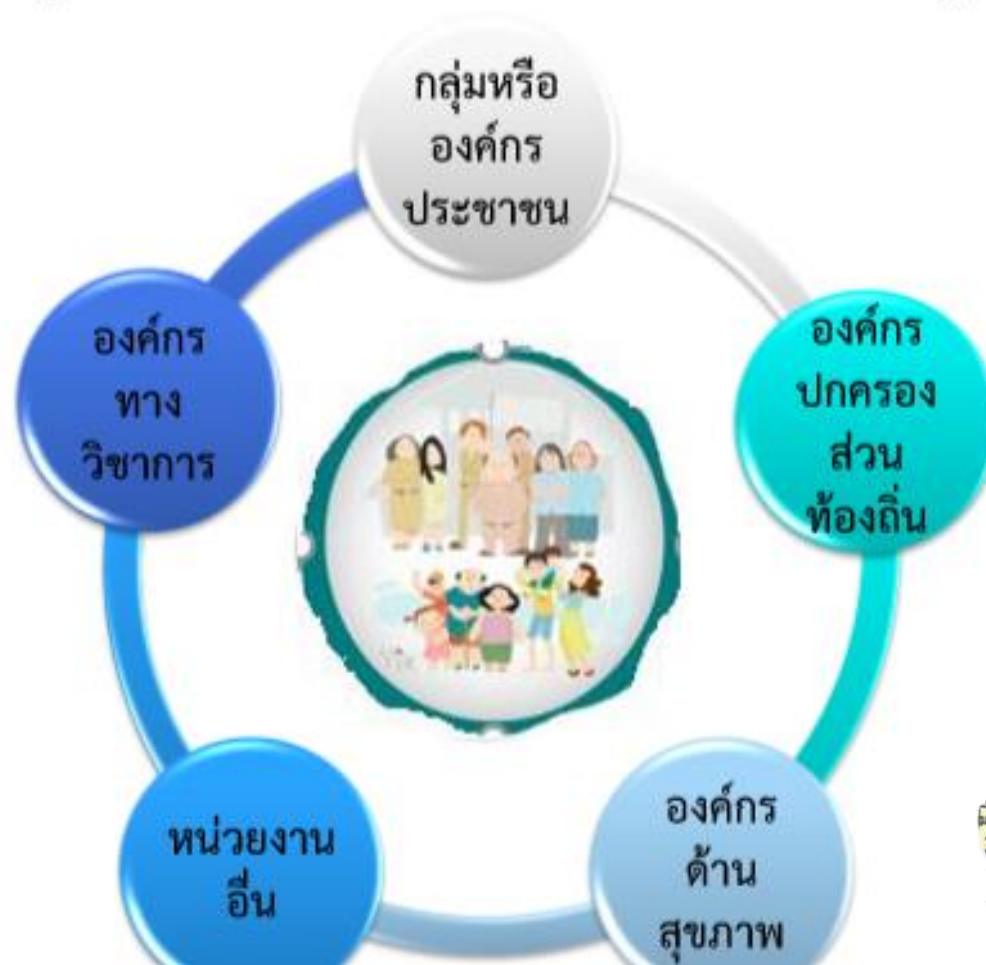 กลุ่มหรือ
องค์กร
ประชาชน
องค์กร
ปกครอง
ส่วน
ท้องถิ่น
องค์กร
ด้าน
สุขภาพ
หน่วยงาน
อื่น
องค์กร
ทาง
วิชาการ